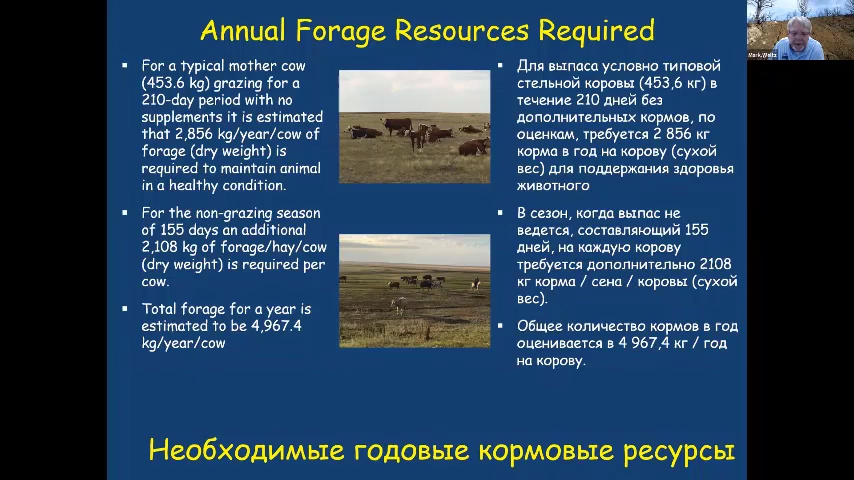 Annual Forage Resources Required
For a typical mother cow
(453.6 kg) grazing for a
210-day period with no
supplements it is estimated
that 2,856 kg/year/cow of
forage (dry weight) is
required to maintain animal
in a healthy condition.
For the non-grazing season
of 155 days an additional
2,108 kg of forage/hay/cow
(dry weight) is required per
cow.
Total forage for a year is
estimated to be 4,967.4
kg/year/cow
Для выпаса условно типовой
стельной коровы (453,6 кг) в
течение 210 дней без
дополнительных кормов, по
оценкам, требуется 2 856 кг
корма в год на корову (сухой
вес) для поддержания здоровья
животного
В сезон, когда выпас не
ведется, составляющий 155
дней, на каждую корову
требуется дополнительно 2108
кг корма / сена / коровы (сухой
вес).
Общее количество кормов в год
оценивается в 4 967,4 кг / год
на корову.
Необходимые годовые кормовые ресурсы
Mark.Weltz